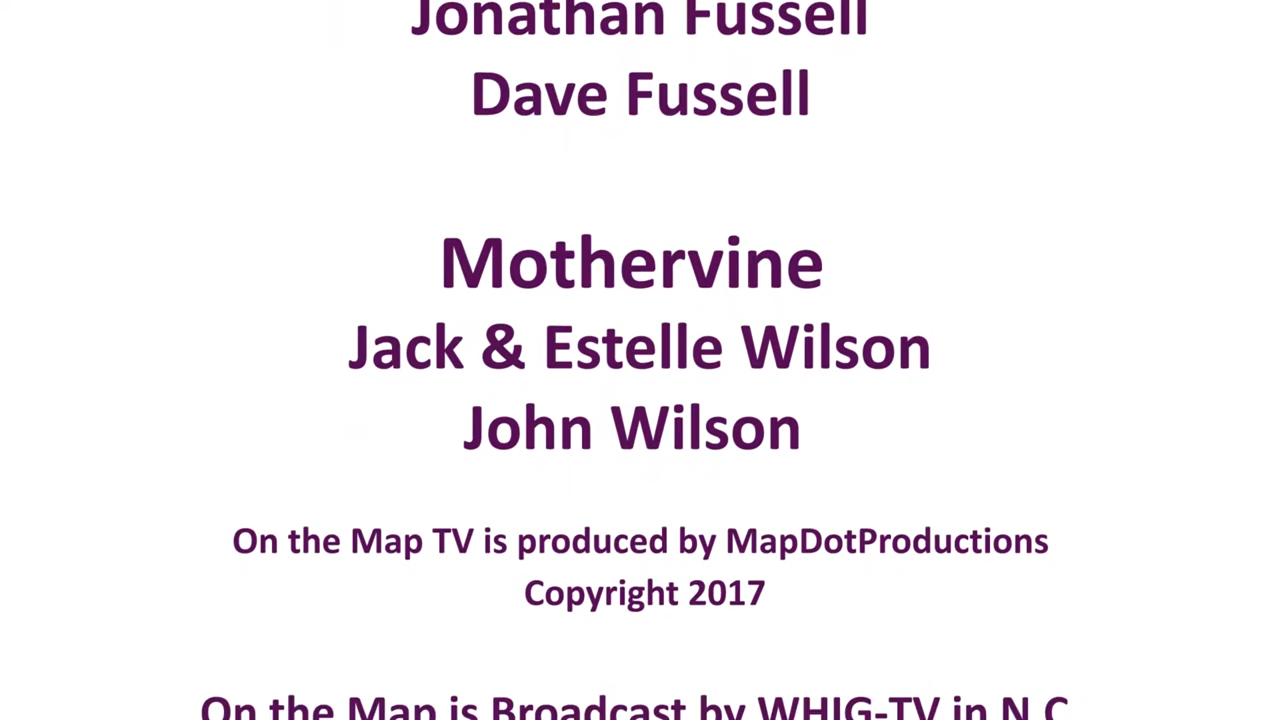 Jonathan Fussell
Dave Fussell
Mothervine
Jack & Estelle Wilson
John Wilson
On the Map TV is produced by MapDotProductions
Copyright 2017
On the Map is Broadcast by WHIG-TV in N.C.